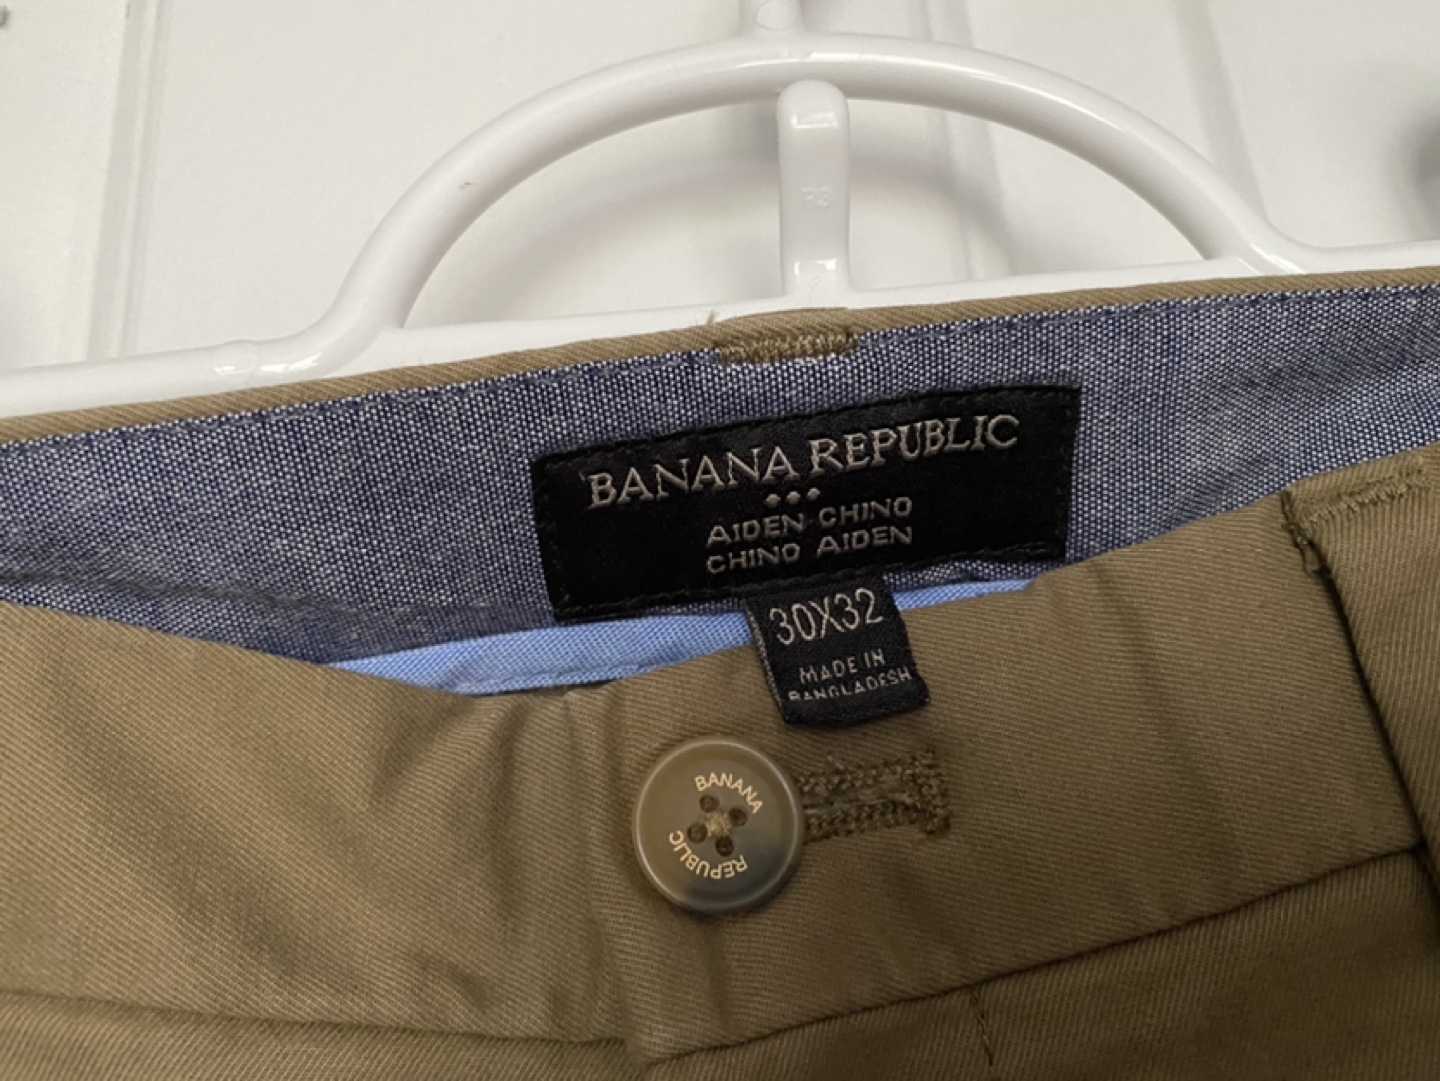 BANANA REPUBLIC
AIDEN CHINO
CHINO AIDEN
30X32
MADE IN
BANGLADESH
BANANA
REPUBLIC